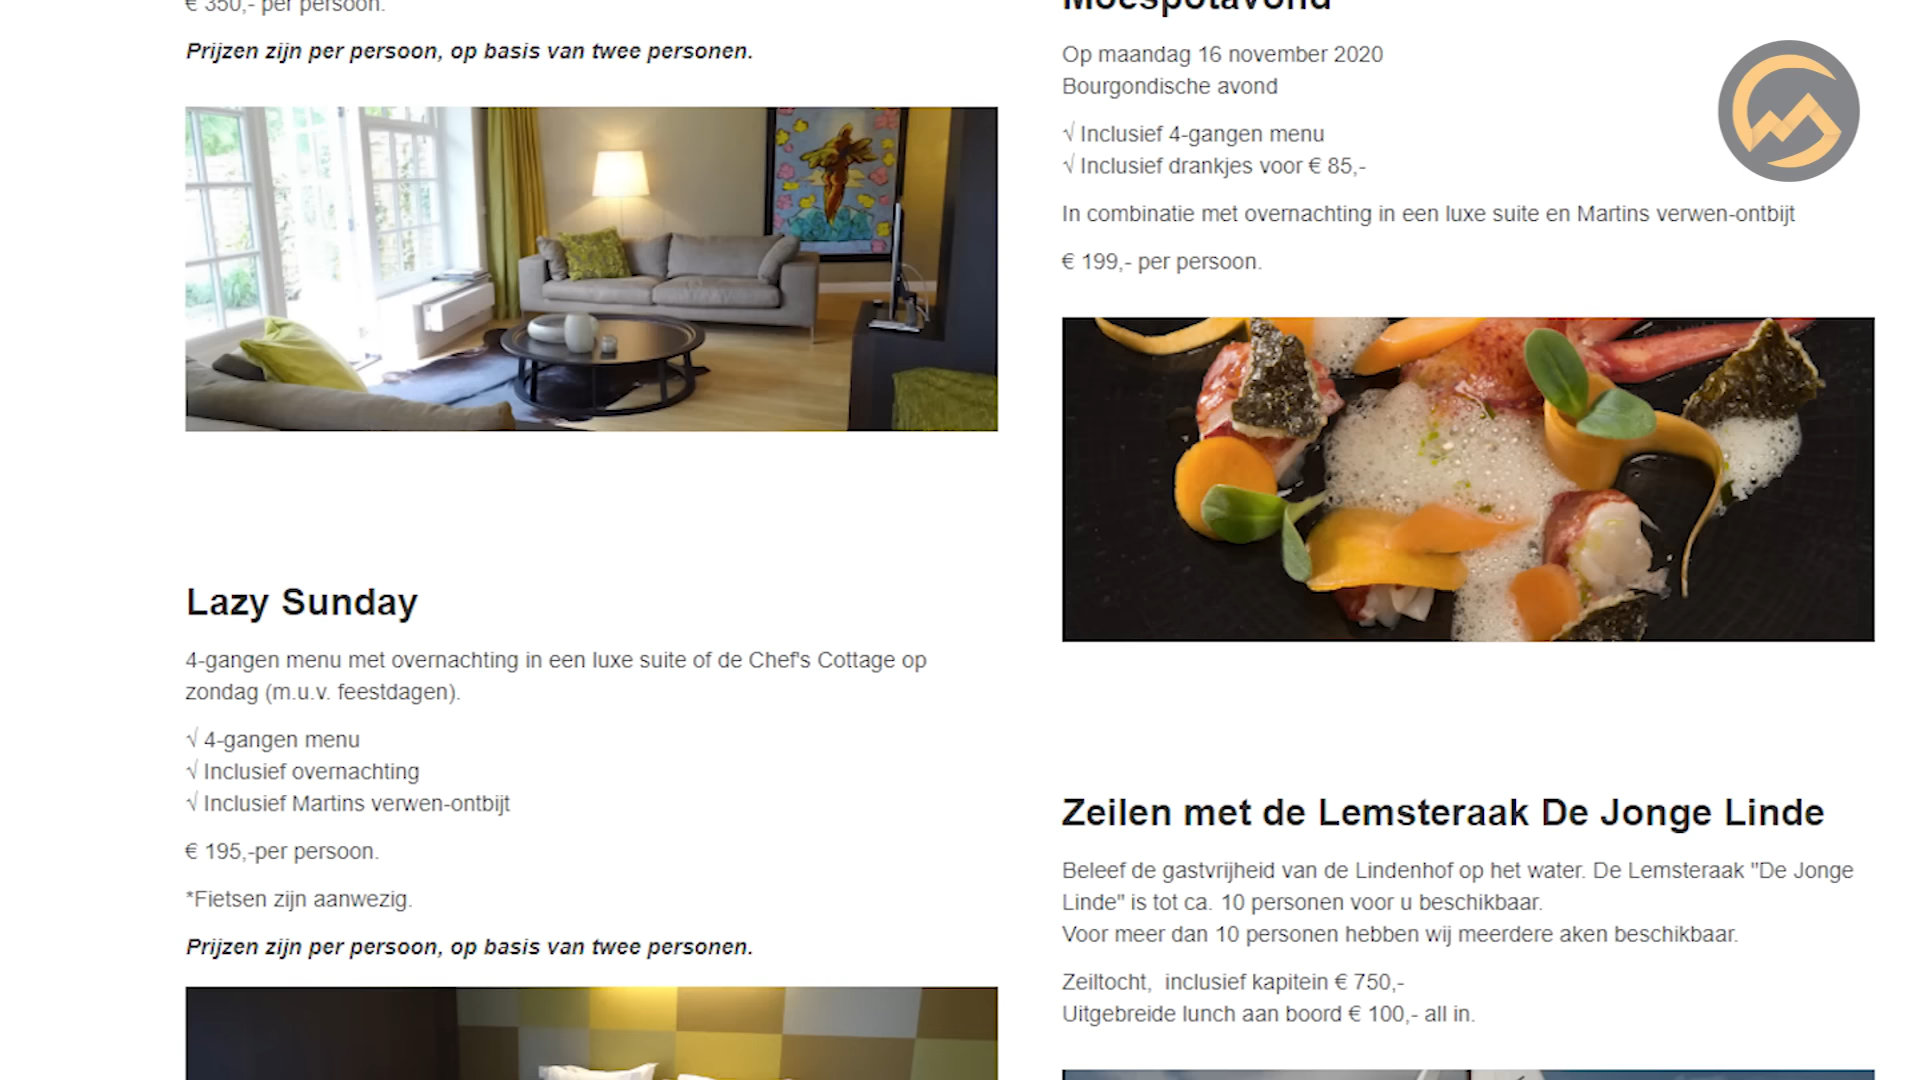 € 350,- per persoon.
Prijzen zijn per persoon, op basis van twee personen.
Lazy Sunday
4-gangen menu met overnachting in een luxe suite of de Chef's Cottage op
zondag (m.u.v. feestdagen).
√ 4-gangen menu
√ Inclusief overnachting
√ Inclusief Martins verwen-ontbijt
€ 195,-per persoon.
*Fietsen zijn aanwezig.
Prijzen zijn per persoon, op basis van twee personen.
Moespotavond
Op maandag 16 november 2020
Bourgondische avond
√ Inclusief 4-gangen menu
√ Inclusief drankjes voor € 85,-
In combinatie met overnachting in een luxe suite en Martins verwen-ontbijt
€ 199,- per persoon.
Zeilen met de Lemsteraak De Jonge Linde
Beleef de gastvrijheid van de Lindenhof op het water. De Lemsteraak "De Jonge
Linde" is tot ca. 10 personen voor u beschikbaar.
Voor meer dan 10 personen hebben wij meerdere aken beschikbaar.
Zeiltocht,  inclusief kapitein € 750,-
Uitgebreide lunch aan boord € 100,- all in.